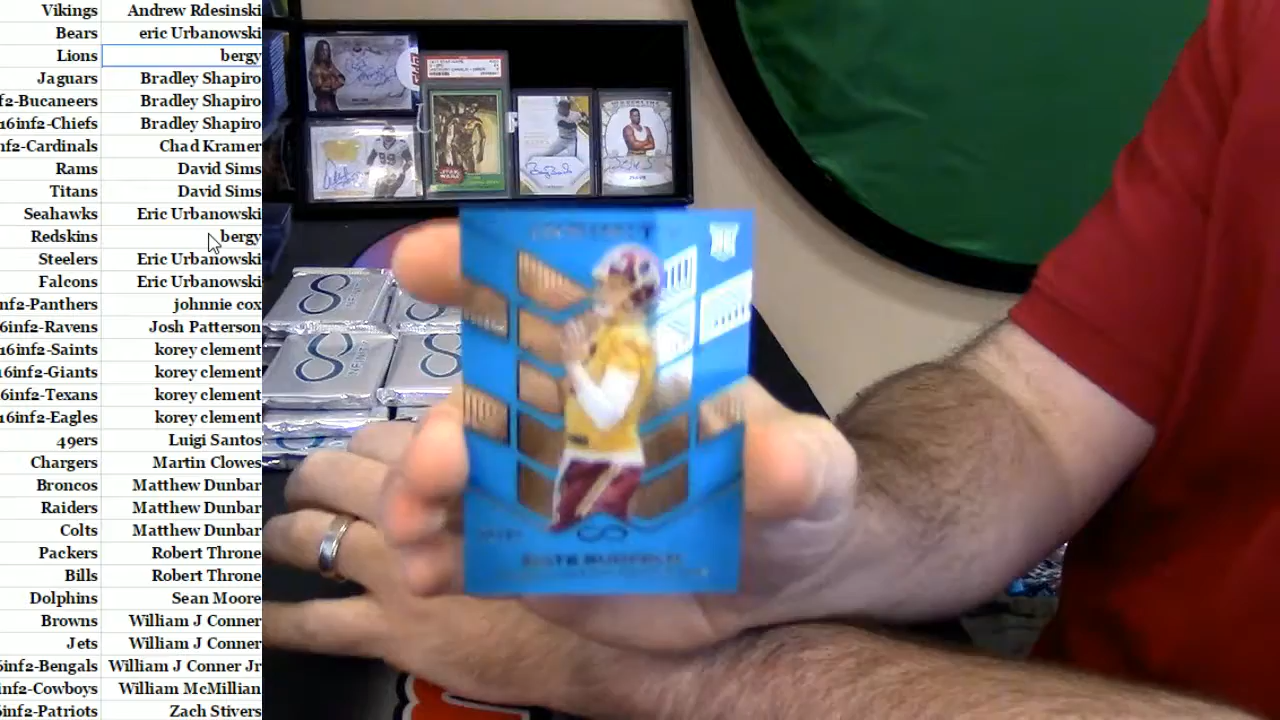 Vikings Andrew Rdesinski
Bears eric Urbanowski
Lions bergy
Jaguars Bradley Shapiro
f2-Bucaneers Bradley Shapiro
16inf2-Chiefs Bradley Shapiro
nf2-Cardinals Chad Kramer
Rams David Sims
Titans David Sims
Seahawks Eric Urbanowski
Redskins bergy
Steelers Eric Urbanowski
Falcons Eric Urbanowski
inf2-Panthers johnnie cox
6inf2-Ravens Josh Patterson
16inf2-Saints korey clement
16inf2-Giants korey clement
6inf2-Texans korey clement
16inf2-Eagles korey clement
49ers Luigi Santos
Chargers Martin Clowes
Broncos Matthew Dunbar
Raiders Matthew Dunbar
Colts Matthew Dunbar
Packers Robert Throne
Bills Robert Throne
Dolphins Sean Moore
Browns William J Conner
Jets William J Conner
6inf2-Bengals William J Conner Jr
nf2-Cowboys William McMillian
6inf2-Patriots Zach Stivers
STAR WARS
99